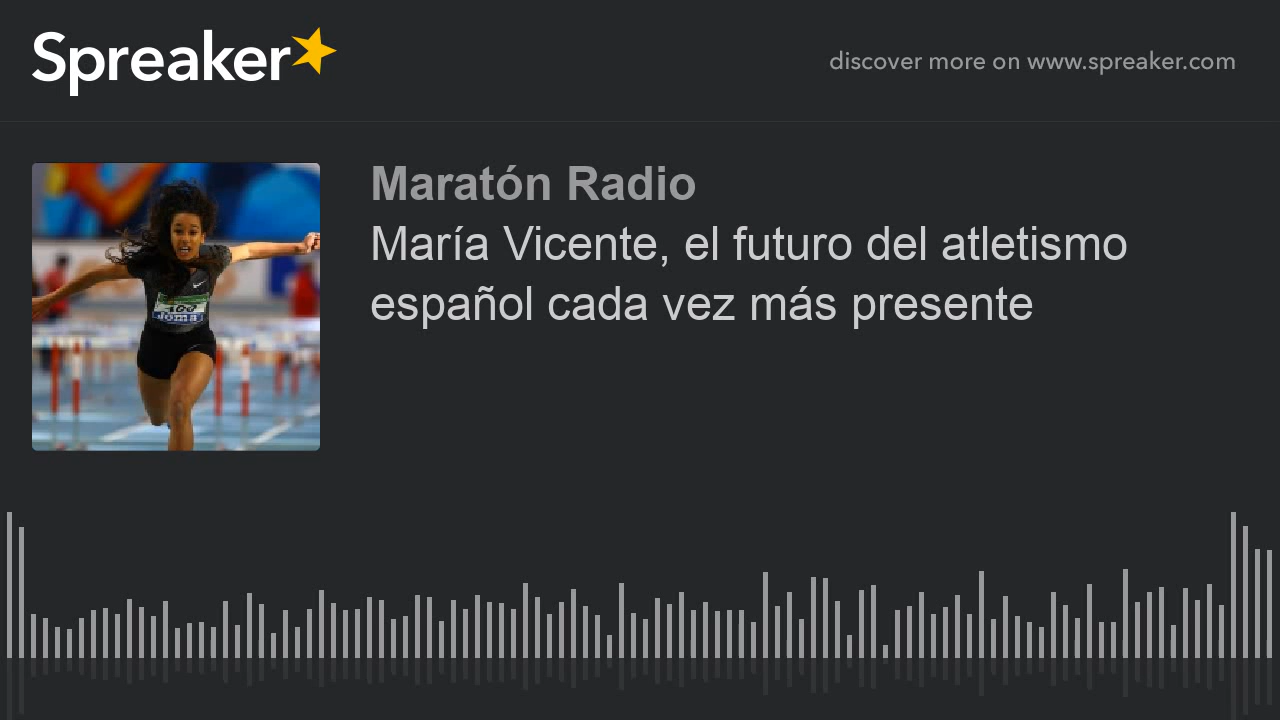 Spreaker
discover more on www.spreaker.com
Maratón Radio
María Vicente, el futuro del atletismo
español cada vez más presente
Joma